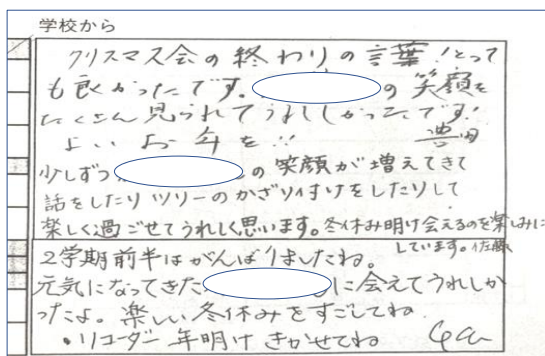 学校から
クリスマス会の終わりの言葉！とって
も良かったです。 の笑顔を
たくさん見られてうれしかったです！
よいお年を！！
少しずつ の笑顔が増えてきて
話をしたりツリーのかざり付けをしたりして
楽しく過ごせてうれしく思います。冬休み明け会えるのを楽しみに
しています。佐藤
2学期前半はがんばりましたね。
元気になってきた に会えてうれしか
ったよ。楽しい冬休みをすごしてね
・リコーダー年明けきかせてね